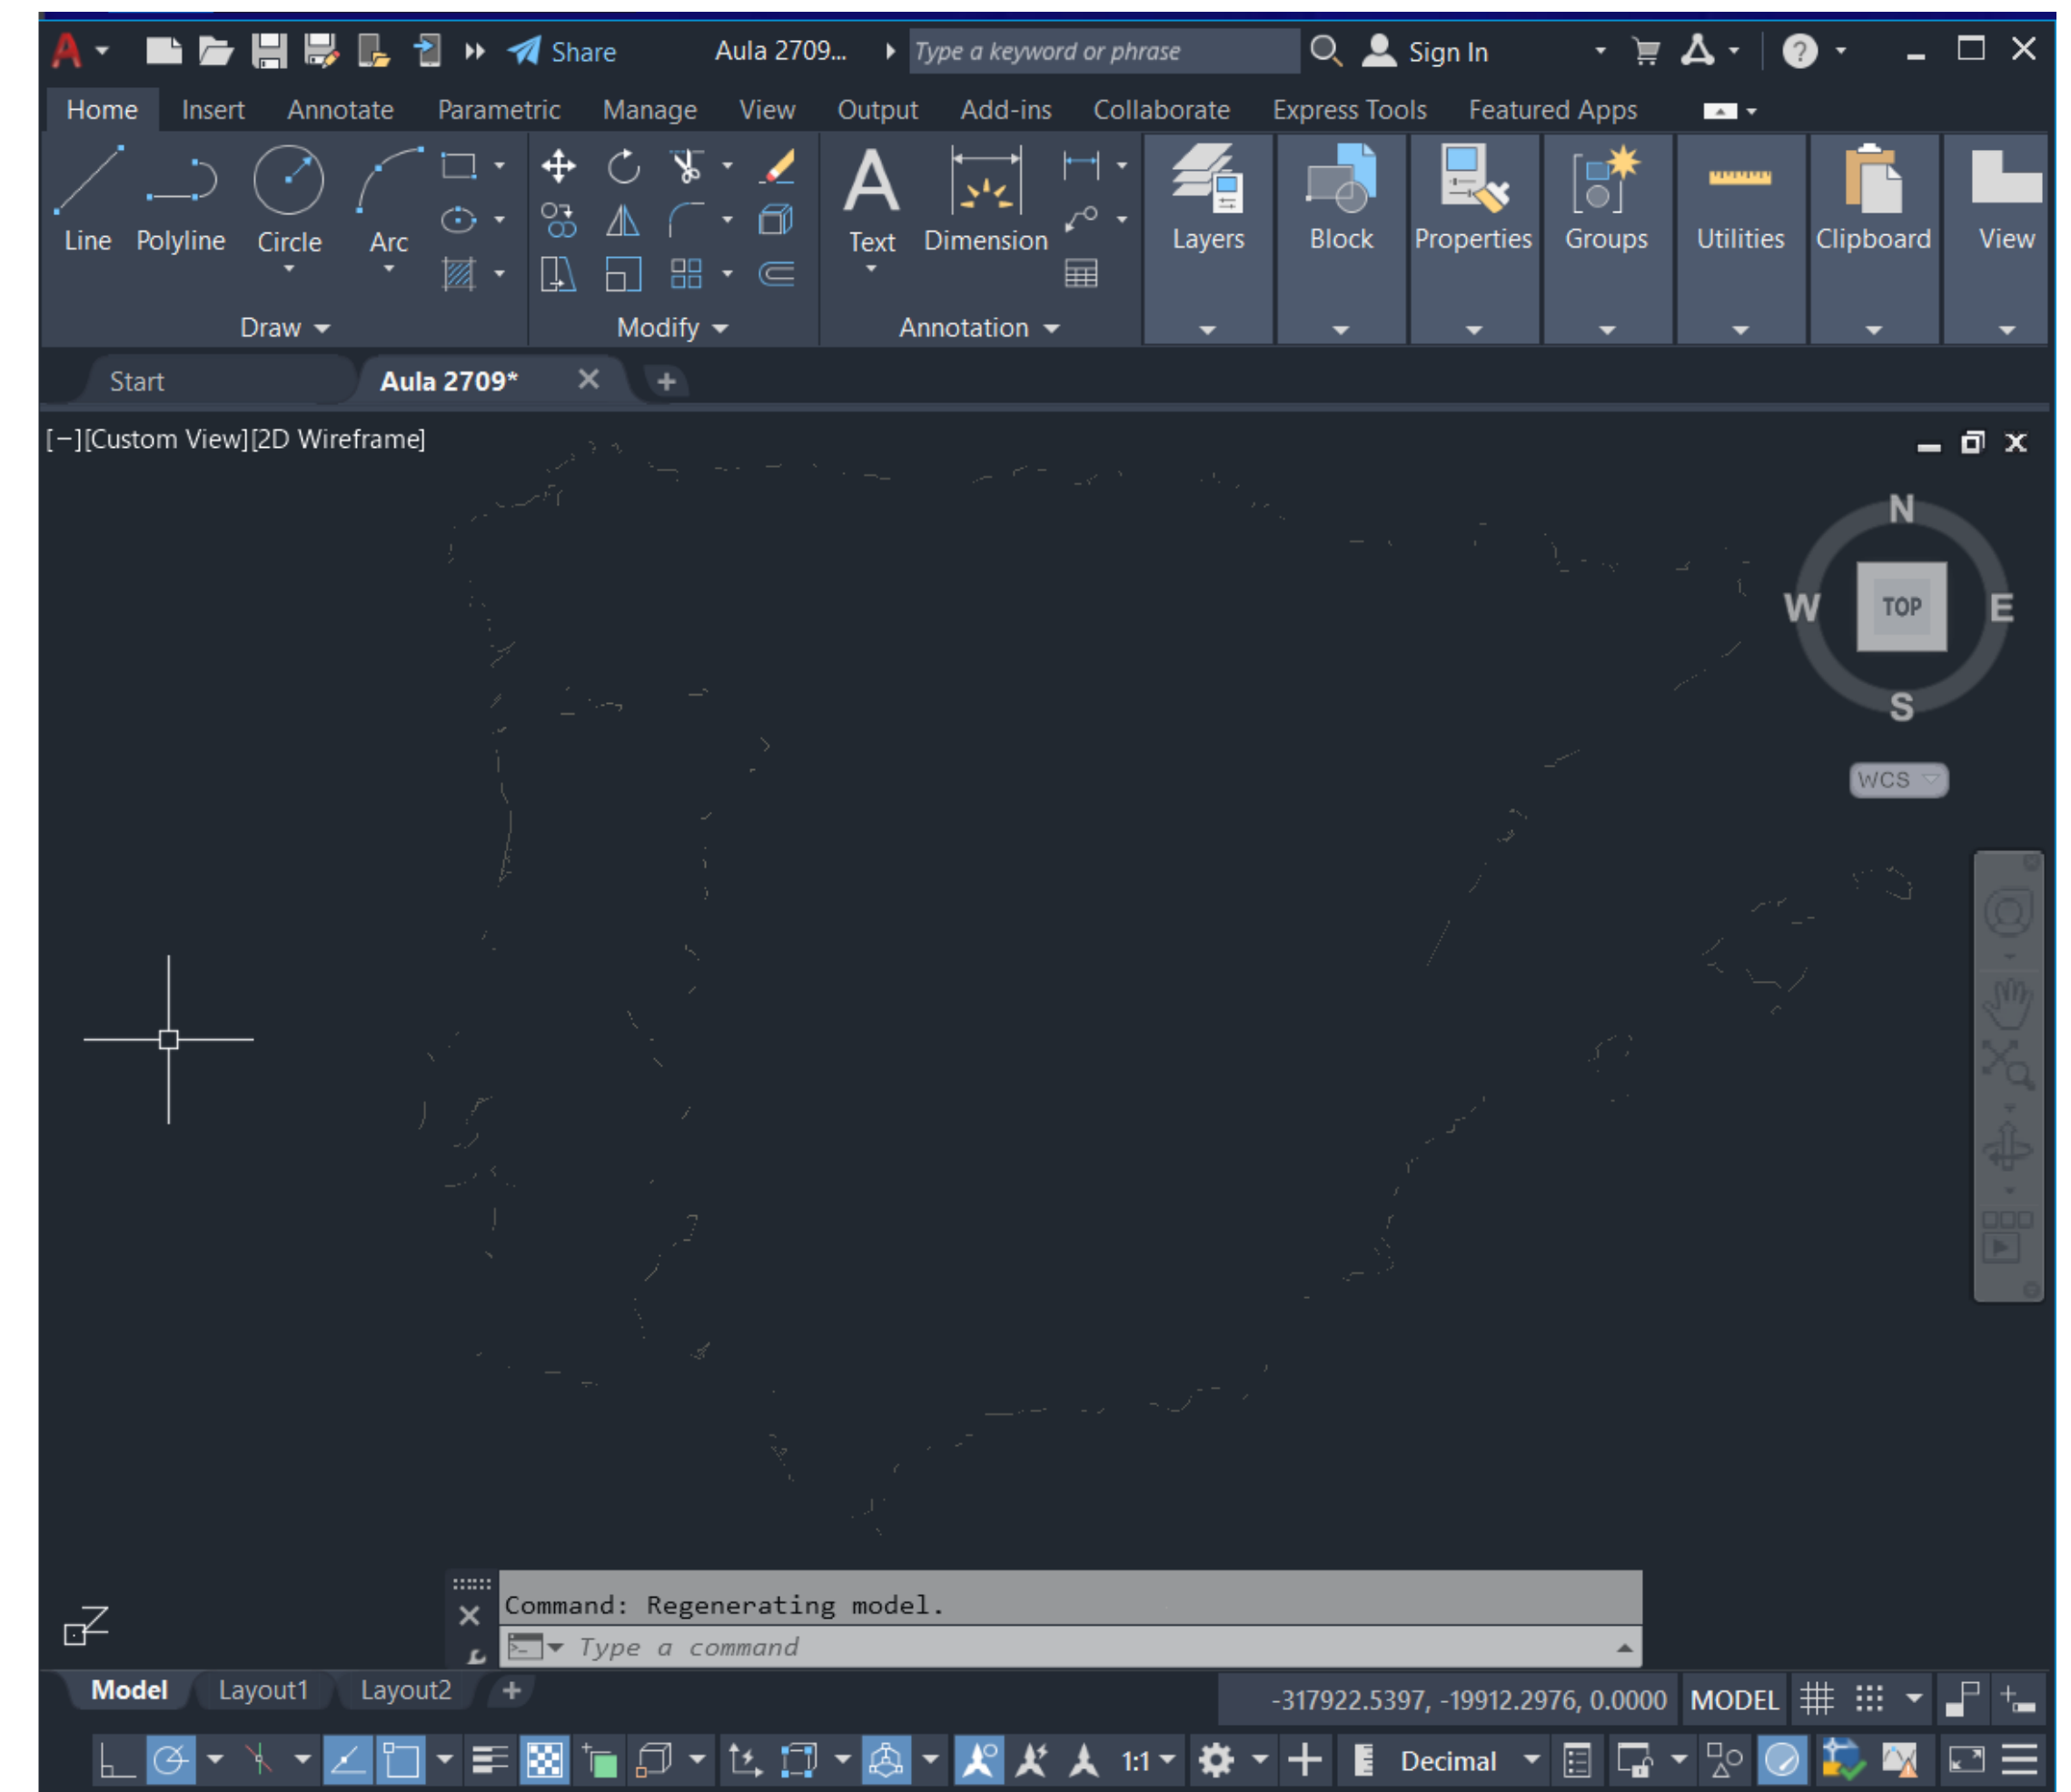 Share Aula 2709... Type a keyword or phrase Sign In
Home Insert Annotate Parametric Manage View Output Add-ins Collaborate Express Tools Featured Apps
Line Polyline Circle Arc Text Dimension Layers Block Properties Groups Utilities Clipboard View
Draw Modify Annotation
Start Aula 2709*
[−][Custom View][2D Wireframe]
N
W TOP E
S
WCS
Command: Regenerating model.
Type a command
Model Layout1 Layout2 -317922.5397, -19912.2976, 0.0000 MODEL
1:1 Decimal